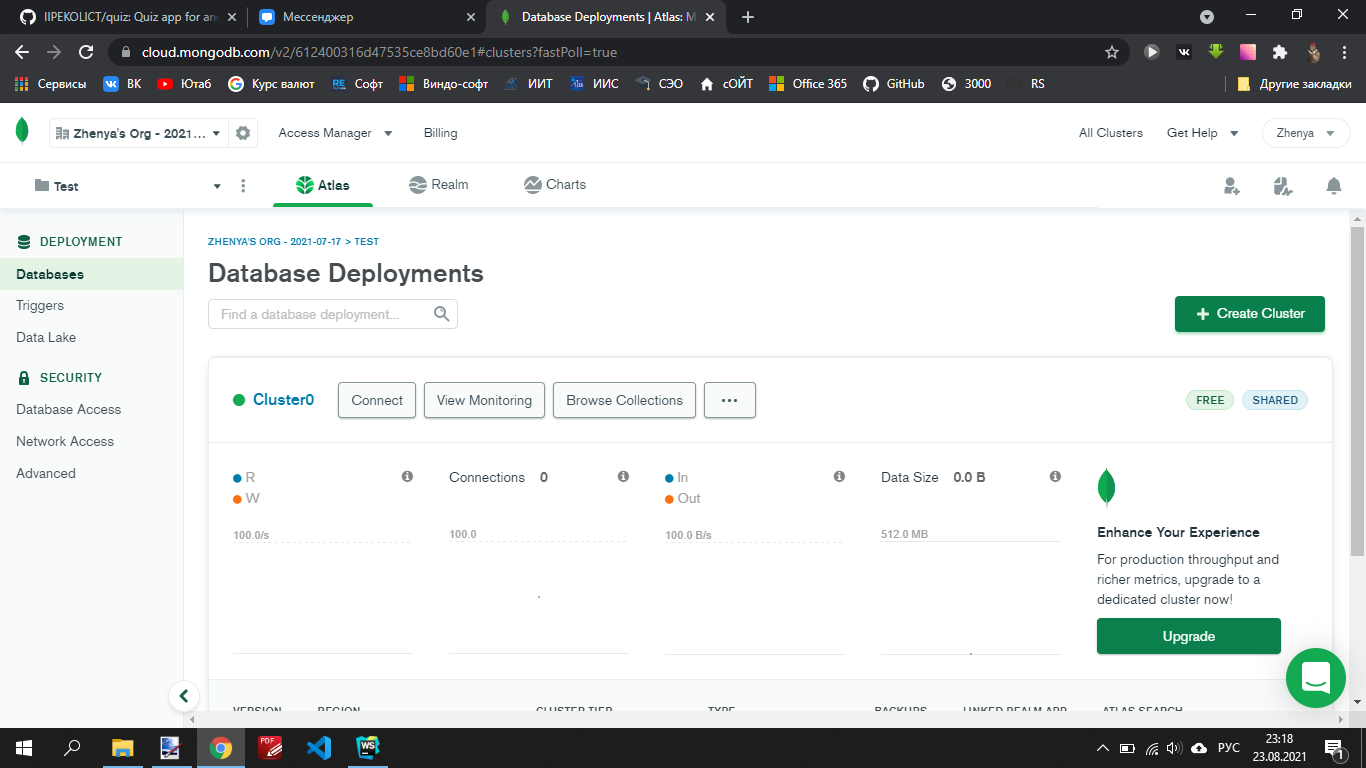 IIPEKOLICT/quiz: Quiz app for an
Мессенджер
Database Deployments | Atlas: M
cloud.mongodb.com/v2/612400316d47535ce8bd60e1#clusters?fastPoll=true
Сервисы ВК Ютаб Курс валют Софт Виндо-софт ИИТ ИИС СЭО сОЙТ Office 365 GitHub 3000 RS Другие закладки
Zhenya's Org - 2021... Access Manager Billing All Clusters Get Help Zhenya
Test Atlas Realm Charts
DEPLOYMENT
Databases
Triggers
Data Lake
SECURITY
Database Access
Network Access
Advanced
ZHENYA'S ORG - 2021-07-17 > TEST
Database Deployments
Find a database deployment...
+ Create Cluster
Cluster0 Connect View Monitoring Browse Collections ... FREE SHARED
R
W
100.0/s
Connections 0
100.0
In
Out
100.0 B/s
Data Size 0.0 B
512.0 MB
Enhance Your Experience
For production throughput and
richer metrics, upgrade to a
dedicated cluster now!
Upgrade
VERSION REGION CLUSTER TIER TYPE BACKUPS LINKED REALM APP ATLAS SEARCH
PDF
WS
РУС
23:18
23.08.2021
1